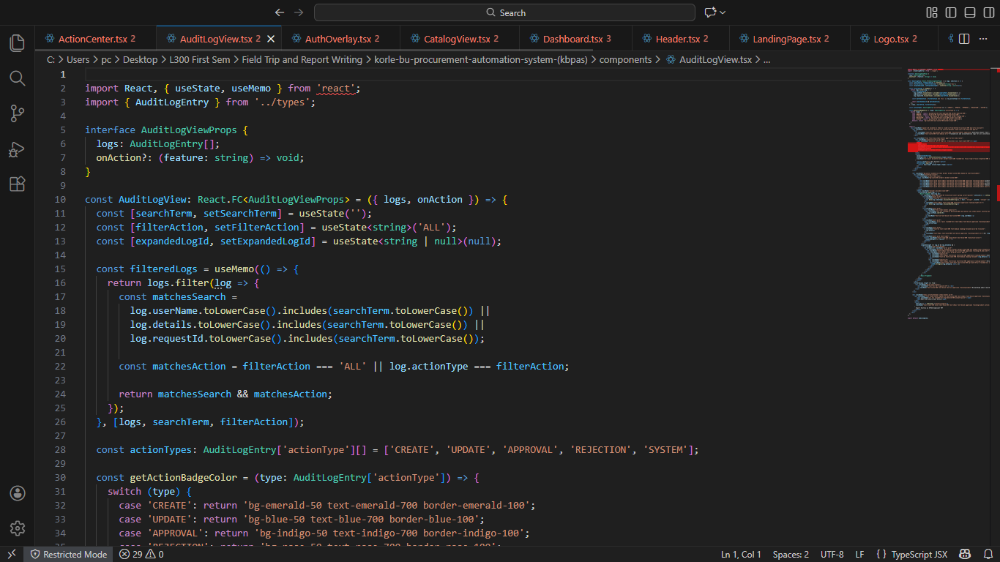 Search
ActionCenter.tsx 2
AuditLogView.tsx 2
AuthOverlay.tsx 2
CatalogView.tsx 2
Dashboard.tsx 3
Header.tsx 2
LandingPage.tsx 2
Logo.tsx 2
C: > Users > pc > Desktop > L300 First Sem > Field Trip and Report Writing > korle-bu-procurement-automation-system-(kbpas) > components > AuditLogView.tsx > ...
1
2 import React, { useState, useMemo } from 'react';
3 import { AuditLogEntry } from '../types';
4
5 interface AuditLogViewProps {
6 logs: AuditLogEntry[];
7 onAction?: (feature: string) => void;
8 }
9
10 const AuditLogView: React.FC<AuditLogViewProps> = ({ logs, onAction }) => {
11 const [searchTerm, setSearchTerm] = useState('');
12 const [filterAction, setFilterAction] = useState<string>('ALL');
13 const [expandedLogId, setExpandedLogId] = useState<string | null>(null);
14
15 const filteredLogs = useMemo(() => {
16 return logs.filter(log => {
17 const matchesSearch =
18 log.userName.toLowerCase().includes(searchTerm.toLowerCase()) ||
19 log.details.toLowerCase().includes(searchTerm.toLowerCase()) ||
20 log.requestId.toLowerCase().includes(searchTerm.toLowerCase());
21
22 const matchesAction = filterAction === 'ALL' || log.actionType === filterAction;
23
24 return matchesSearch && matchesAction;
25 });
26 }, [logs, searchTerm, filterAction]);
27
28 const actionTypes: AuditLogEntry['actionType'][] = ['CREATE', 'UPDATE', 'APPROVAL', 'REJECTION', 'SYSTEM'];
29
30 const getActionBadgeColor = (type: AuditLogEntry['actionType']) => {
31 switch (type) {
32 case 'CREATE': return 'bg-emerald-50 text-emerald-700 border-emerald-100';
33 case 'UPDATE': return 'bg-blue-50 text-blue-700 border-blue-100';
34 case 'APPROVAL': return 'bg-indigo-50 text-indigo-700 border-indigo-100';
35 case 'REJECTION': return 'bg-rose-50 text-rose-700 border-rose-100';
Restricted Mode
29
0
Ln 1, Col 1
Spaces: 2
UTF-8
LF
{ } TypeScript JSX